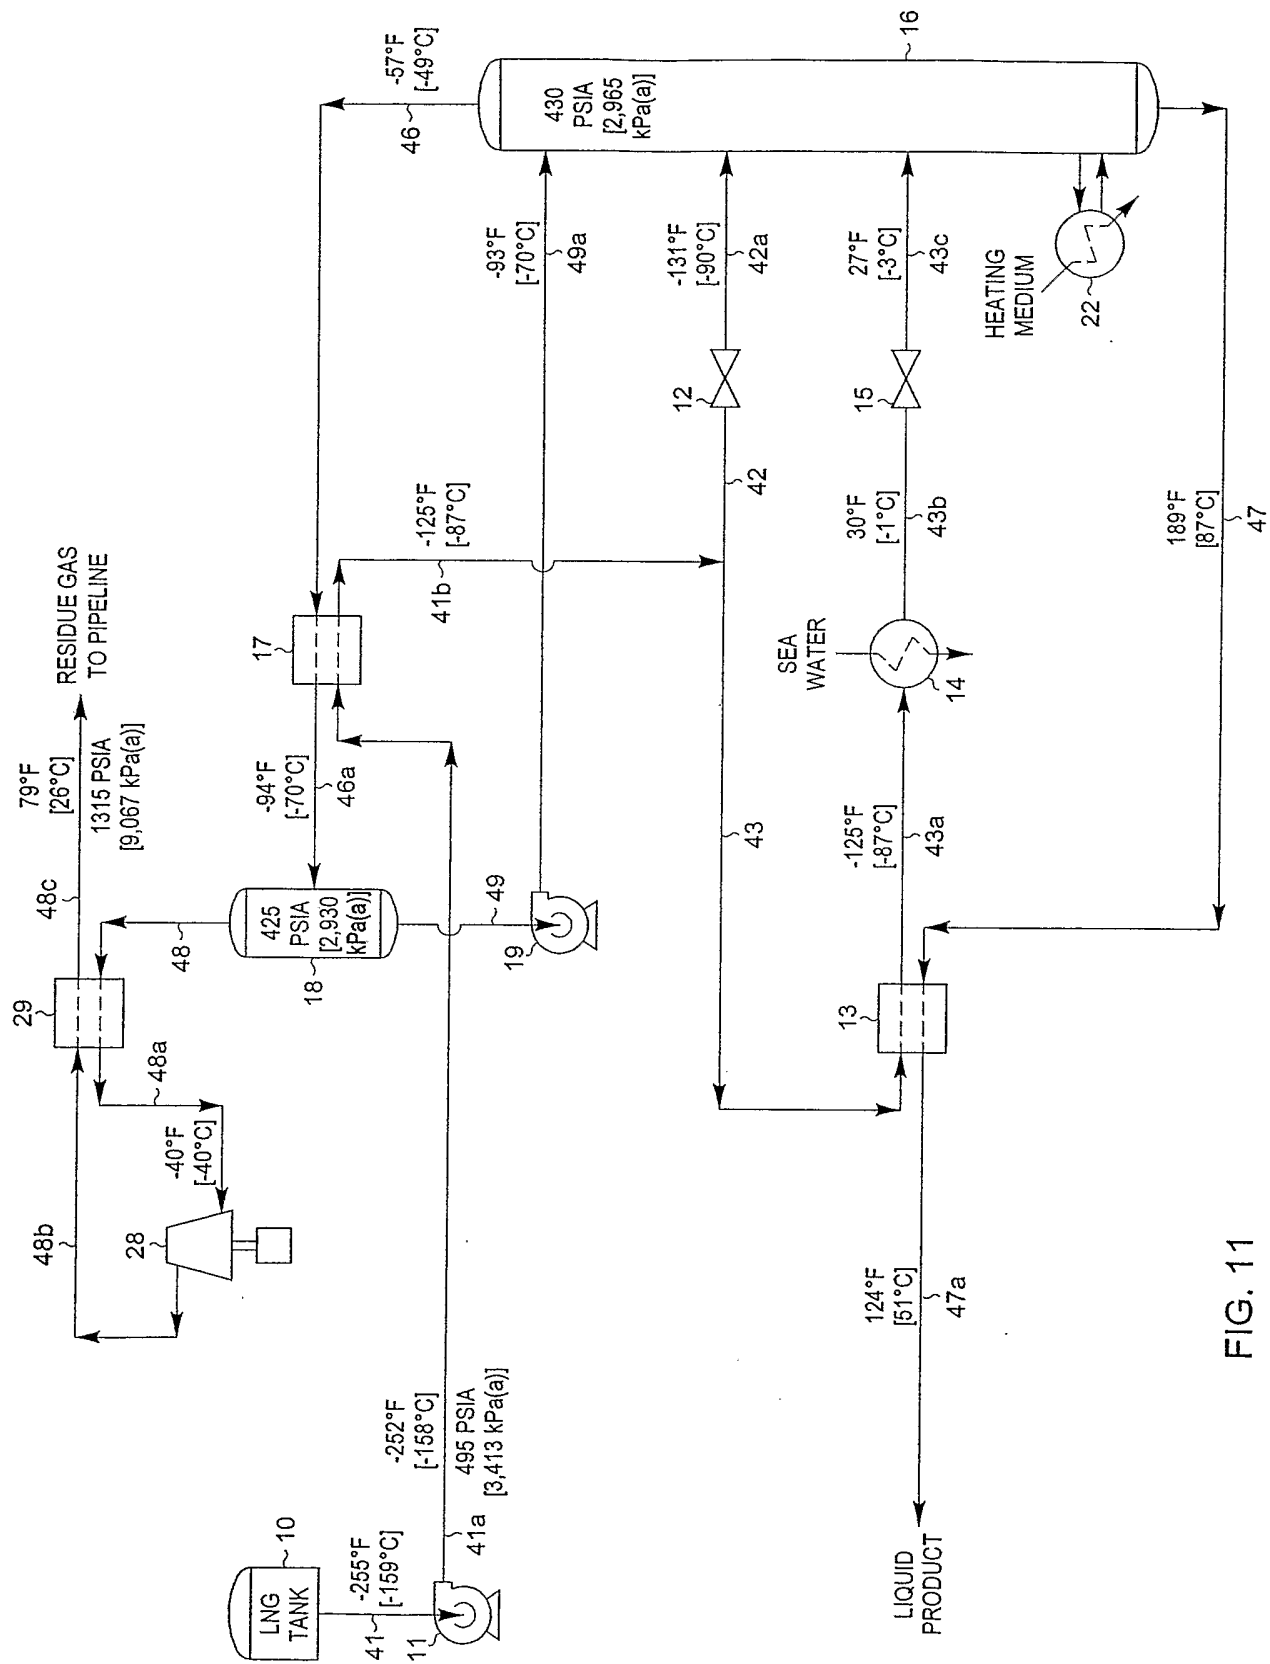 RESIDUE GAS
TO PIPELINE
79°F
[26°C]
1315 PSIA
[9,067 kPa(a)]
48c
29
48
48a
-40°F
[-40°C]
48b
28
425
PSIA
[2,930
kPa(a)]
18
-94°F
[-70°C]
46a
17
-57°F
[-49°C]
46
16
430
PSIA
[2,965
kPa(a)]
-125°F
[-87°C]
41b
-93°F
[-70°C]
49a
49
19
LNG
TANK
10
-255°F
[-159°C]
41
11
41a
-252°F
[-158°C]
495 PSIA
[3,413 kPa(a)]
-131°F
[-90°C]
42a
12
42
43
27°F
[-3°C]
43c
15
30°F
[-1°C]
43b
SEA
WATER
14
-125°F
[-87°C]
43a
13
HEATING
MEDIUM
22
189°F
[87°C]
47
124°F
[51°C]
47a
LIQUID
PRODUCT
FIG. 11